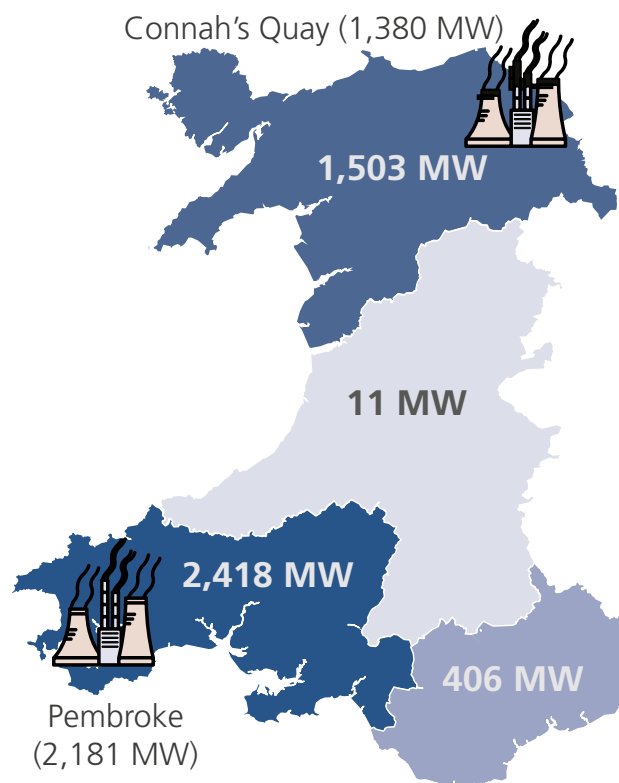 Connah's Quay (1,380 MW)
1,503 MW
11 MW
2,418 MW
406 MW
Pembroke
(2,181 MW)